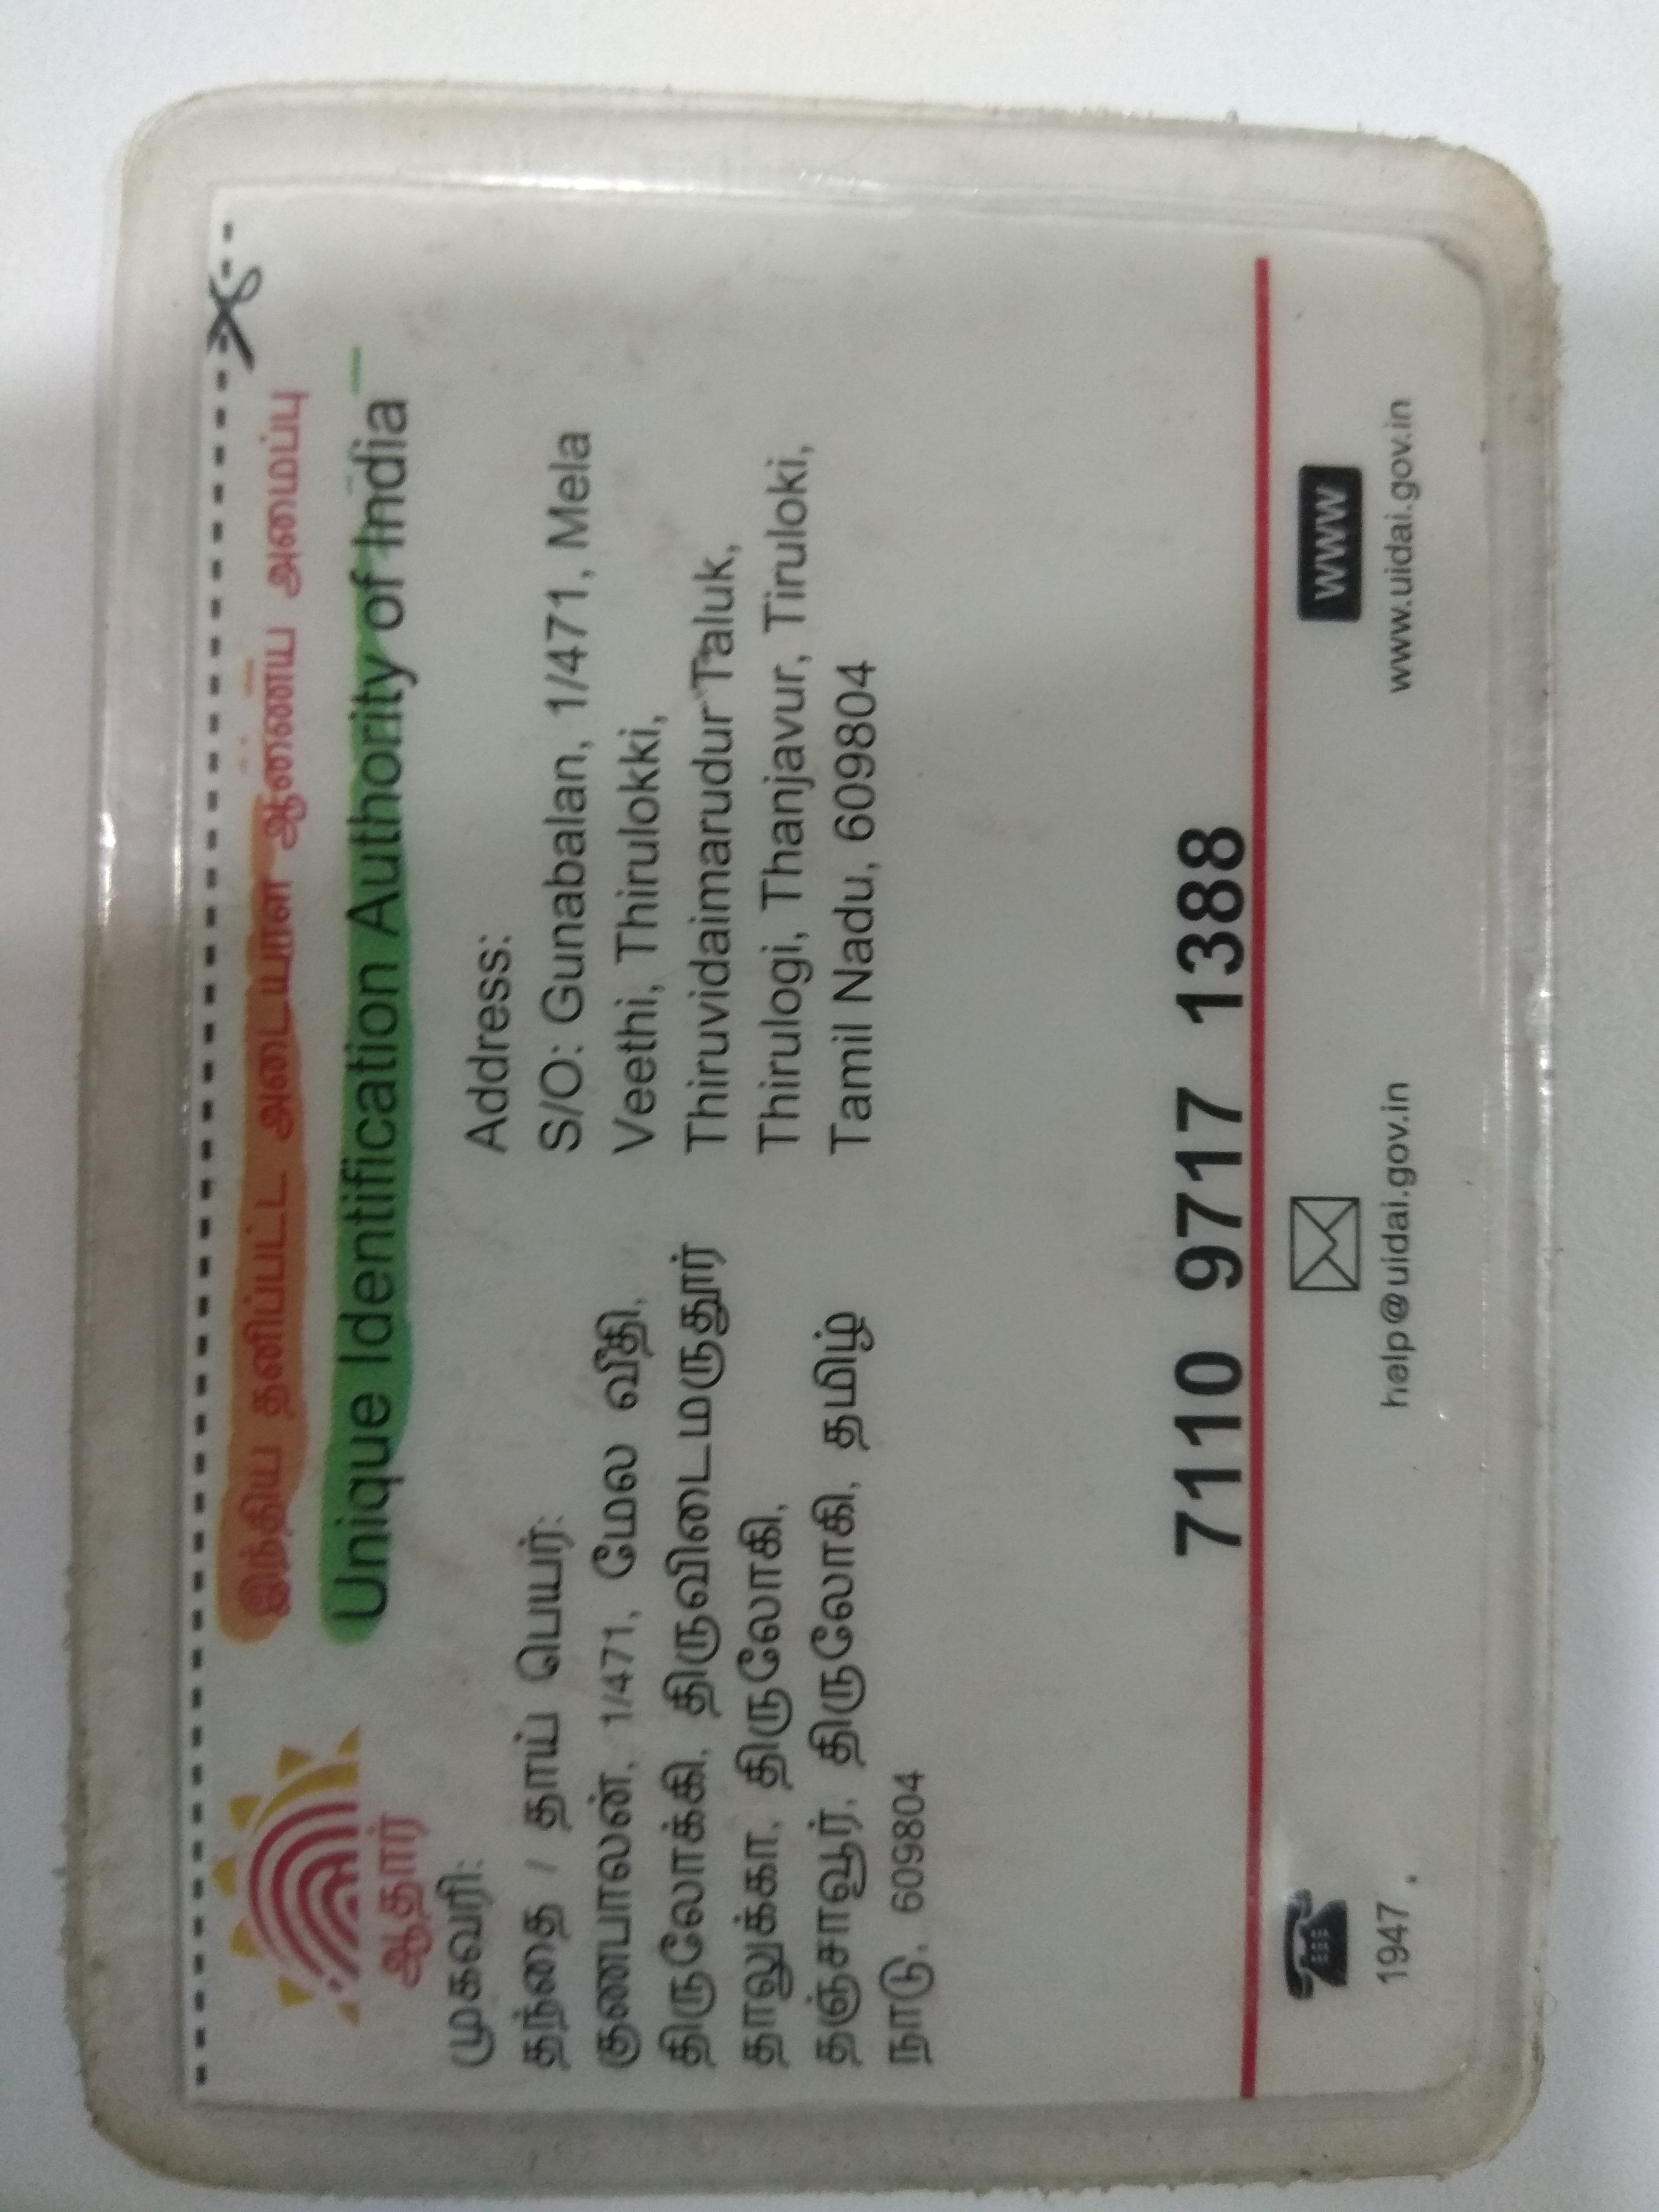 இந்திய தனிப்பட்ட அடையாள ஆணைய அமைப்பு
Unique Identification Authority of India
ஆதார்
முகவரி:
தந்தை / தாய் பெயர்:
குணபாலன், 1/471, மேல வீதி,
திருலோக்கி, திருவிடைமருதூர்
தாலுக்கா, திருலோகி,
தஞ்சாவூர், திருலோகி, தமிழ்
நாடு, 609804
Address:
S/O: Gunabalan, 1/471, Mela
Veethi, Thirulokki,
Thiruvidaimarudur Taluk,
Thirulogi, Thanjavur, Tiruloki,
Tamil Nadu, 609804
7110 9717 1388
1947
help@uidai.gov.in
www
www.uidai.gov.in